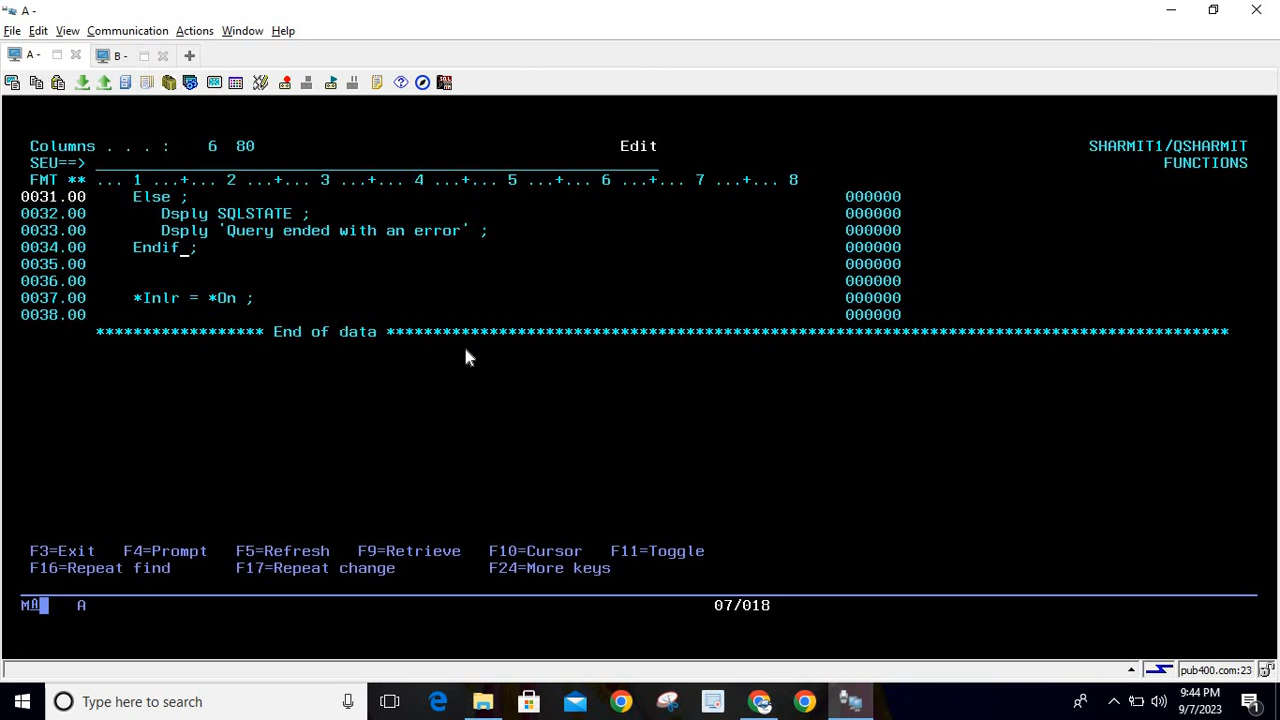 A -
File Edit View Communication Actions Window Help
A - B -
Columns . . . : 6 80 Edit SHARMIT1/QSHARMIT
SEU==> FUNCTIONS
FMT ** ... 1 ...+... 2 ...+... 3 ...+... 4 ...+... 5 ...+... 6 ...+... 7 ...+... 8
0031.00 Else ; 000000
0032.00 Dsply SQLSTATE ; 000000
0033.00 Dsply 'Query ended with an error' ; 000000
0034.00 Endif_; 000000
0035.00 000000
0036.00 000000
0037.00 *Inlr = *On ; 000000
0038.00 000000
****************** End of data ******************************************************************************************
F3=Exit F4=Prompt F5=Refresh F9=Retrieve F10=Cursor F11=Toggle
F16=Repeat find F17=Repeat change F24=More keys
MA A 07/018
pub400.com:23
Type here to search
9:44 PM
9/7/2023
1